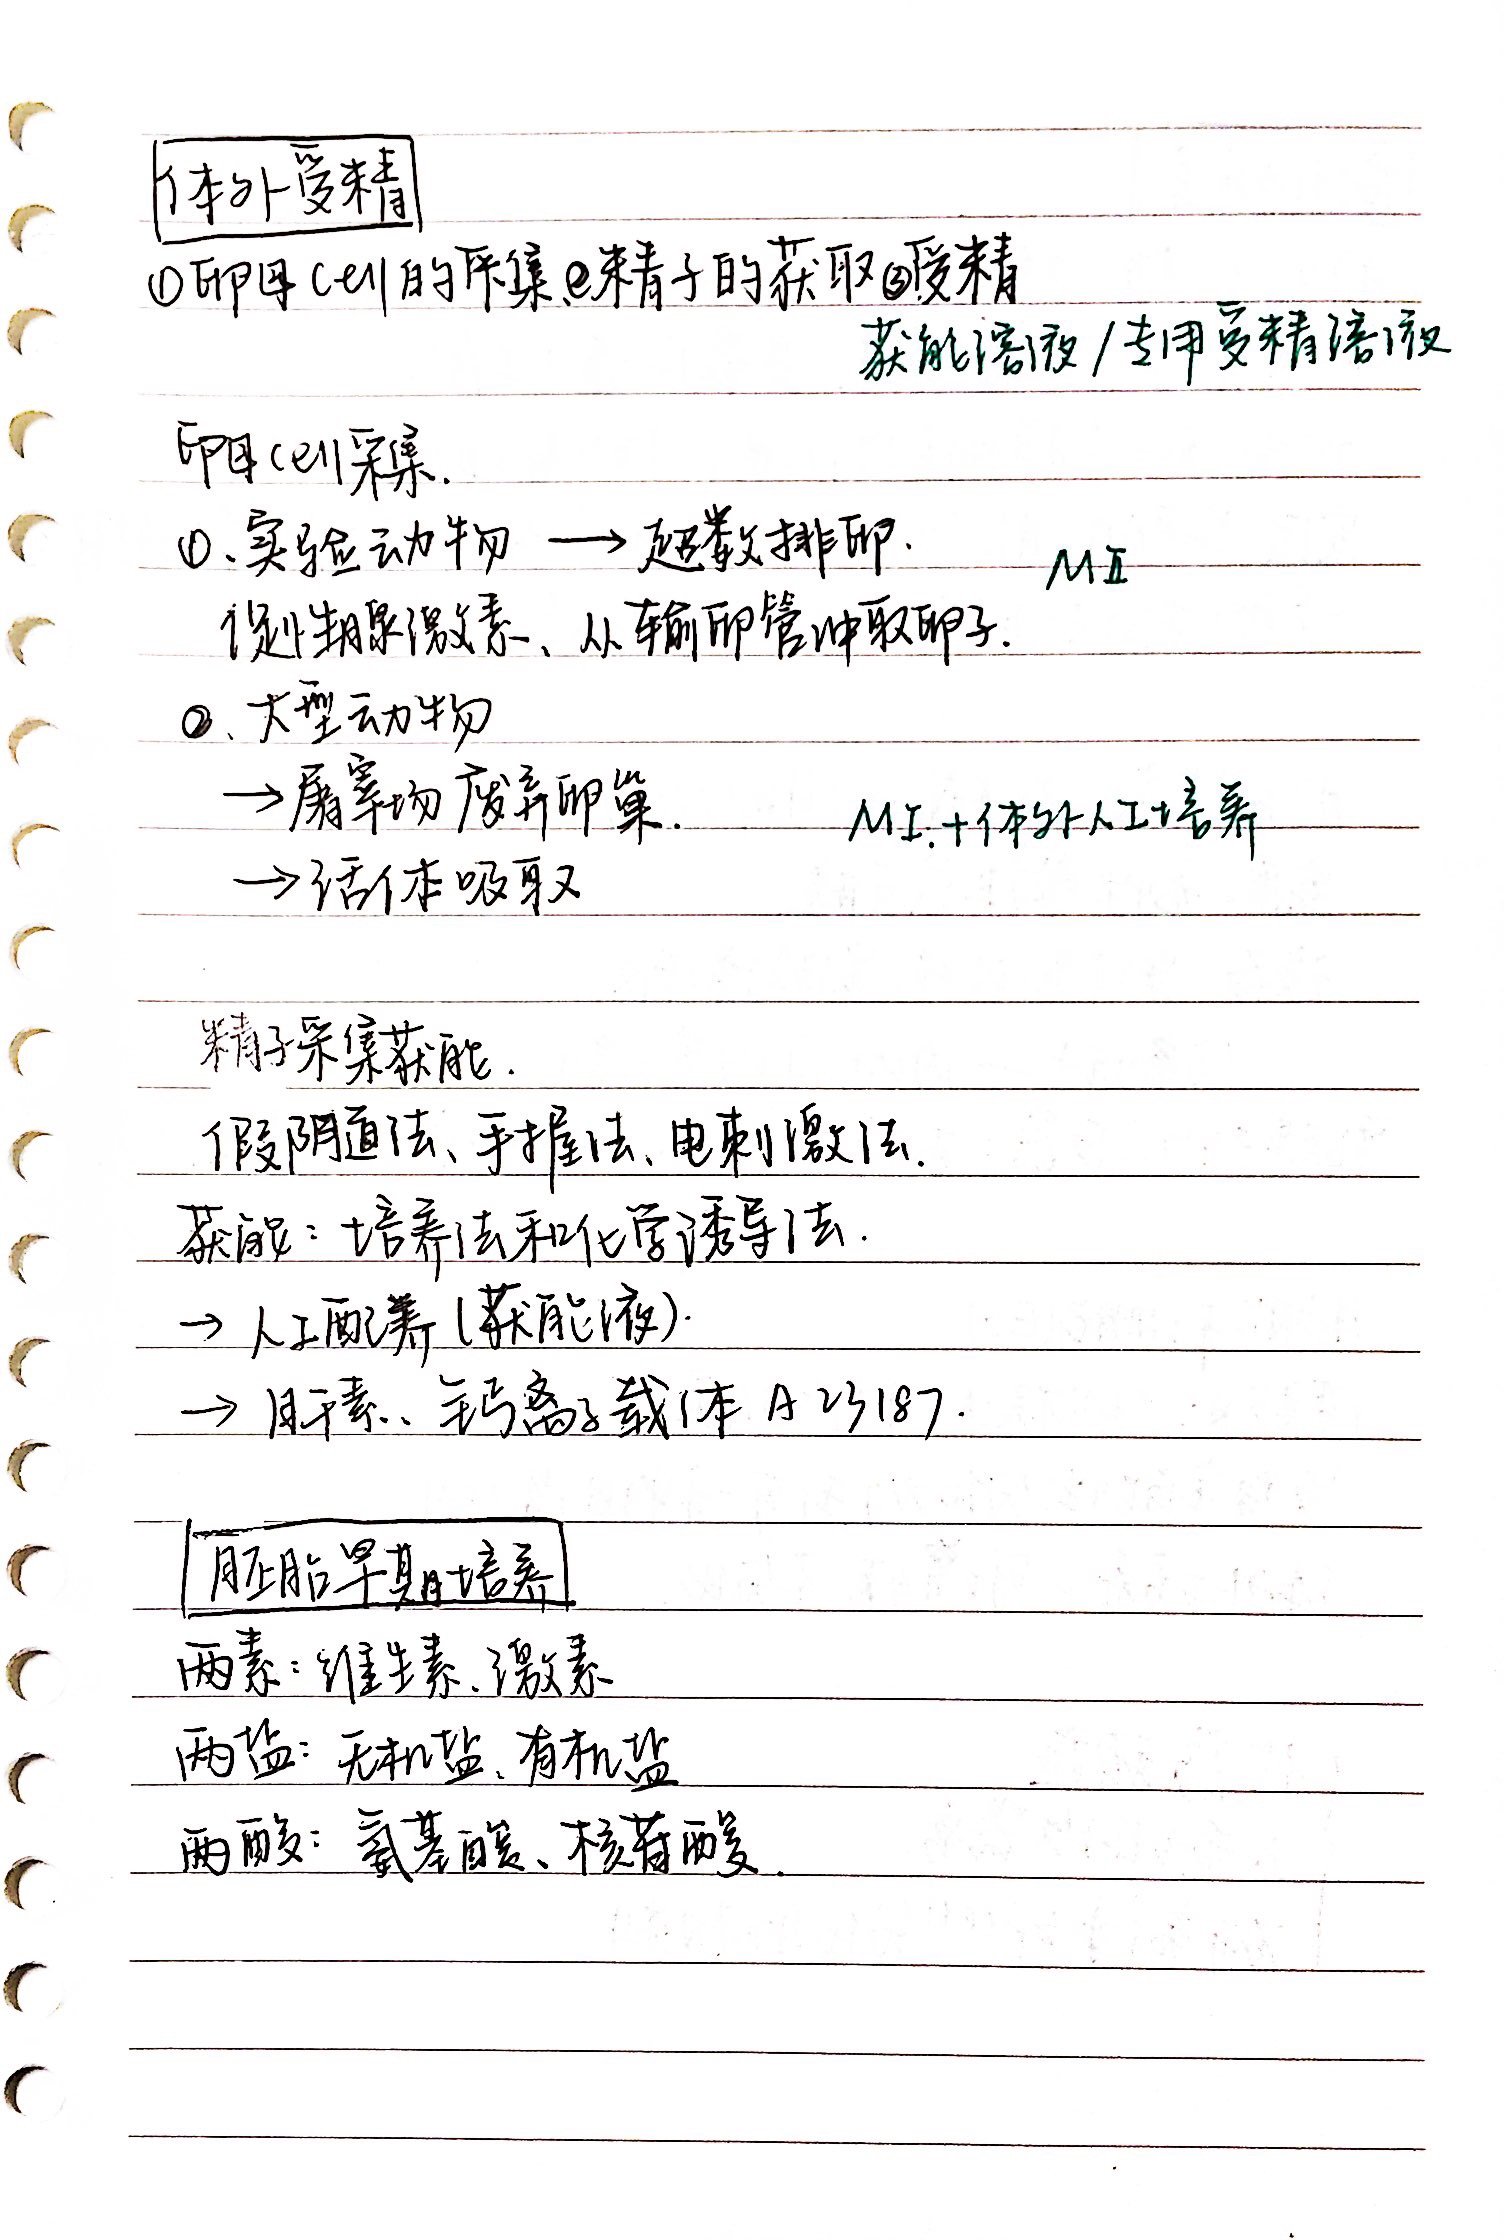 体外受精
①卵母cell的采集②精子的获取③受精
获能溶液/专用受精溶液
卵母cell采集.
①、实验动物 → 超数排卵.
MⅡ
促性腺激素、从输卵管冲取卵子.
②、大型动物
→屠宰场废弃卵巢.
MⅠ.+体外人工培养
→活体吸取
精子采集获能.
假阴道法、手握法、电刺激法.
获能:培养法和化学诱导法.
→人工配养(获能液).
→肝素、钙离子载体A23187.
胚胎早期培养
两素:维生素、激素
两盐:无机盐、有机盐
两酸:氨基酸、核苷酸.